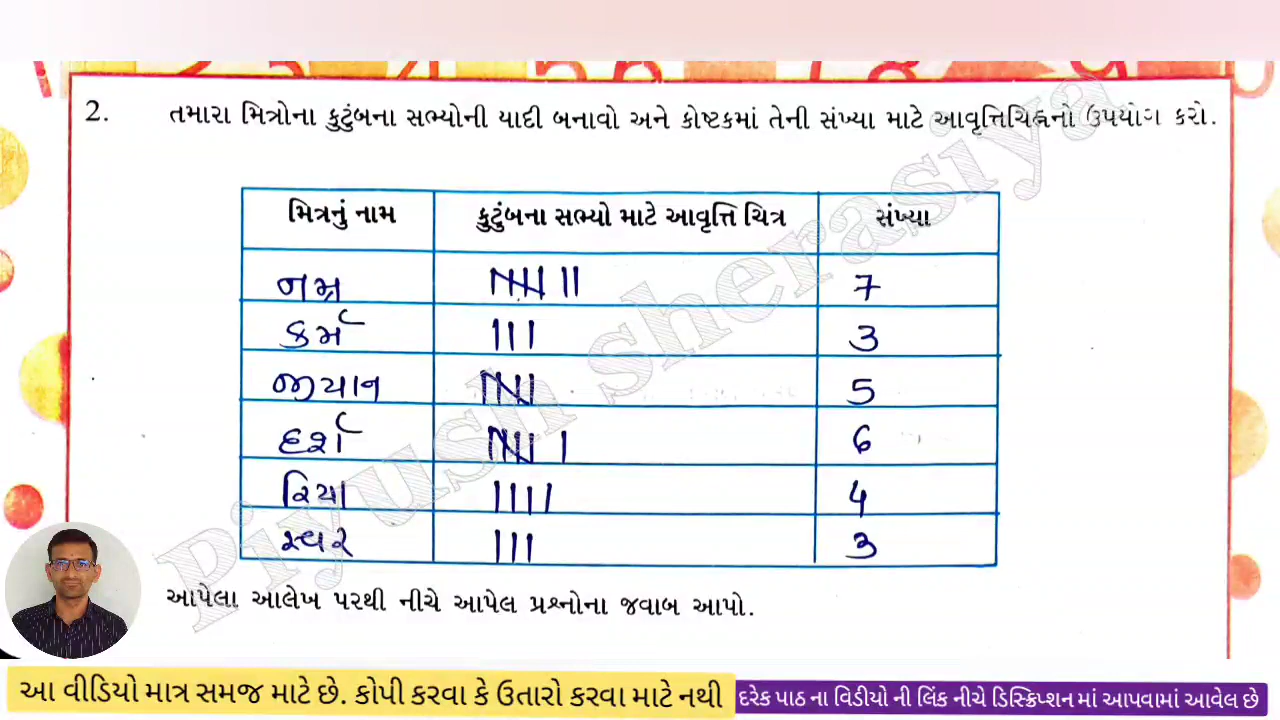 2. તમારા મિત્રોના કુટુંબના સભ્યોની યાદી બનાવો અને કોષ્ટકમાં તેની સંખ્યા માટે આવૃત્તિચિહ્નનો ઉપયોગ કરો.
મિત્રનું નામ કુટુંબના સભ્યો માટે આવૃત્તિ ચિત્ર સંખ્યા
નમ્ર 7
કર્મ 3
જીયાન 5
દર્શ 6
રિયા 4
સ્વર 3
આપેલા આલેખ પરથી નીચે આપેલ પ્રશ્નોના જવાબ આપો.
Piyush sherasiya
આ વીડિયો માત્ર સમજ માટે છે. કોપી કરવા કે ઉતારો કરવા માટે નથી
દરેક પાઠ ના વિડીયો ની લિંક નીચે ડિસ્ક્રિપ્શન માં આપવામાં આવેલ છે